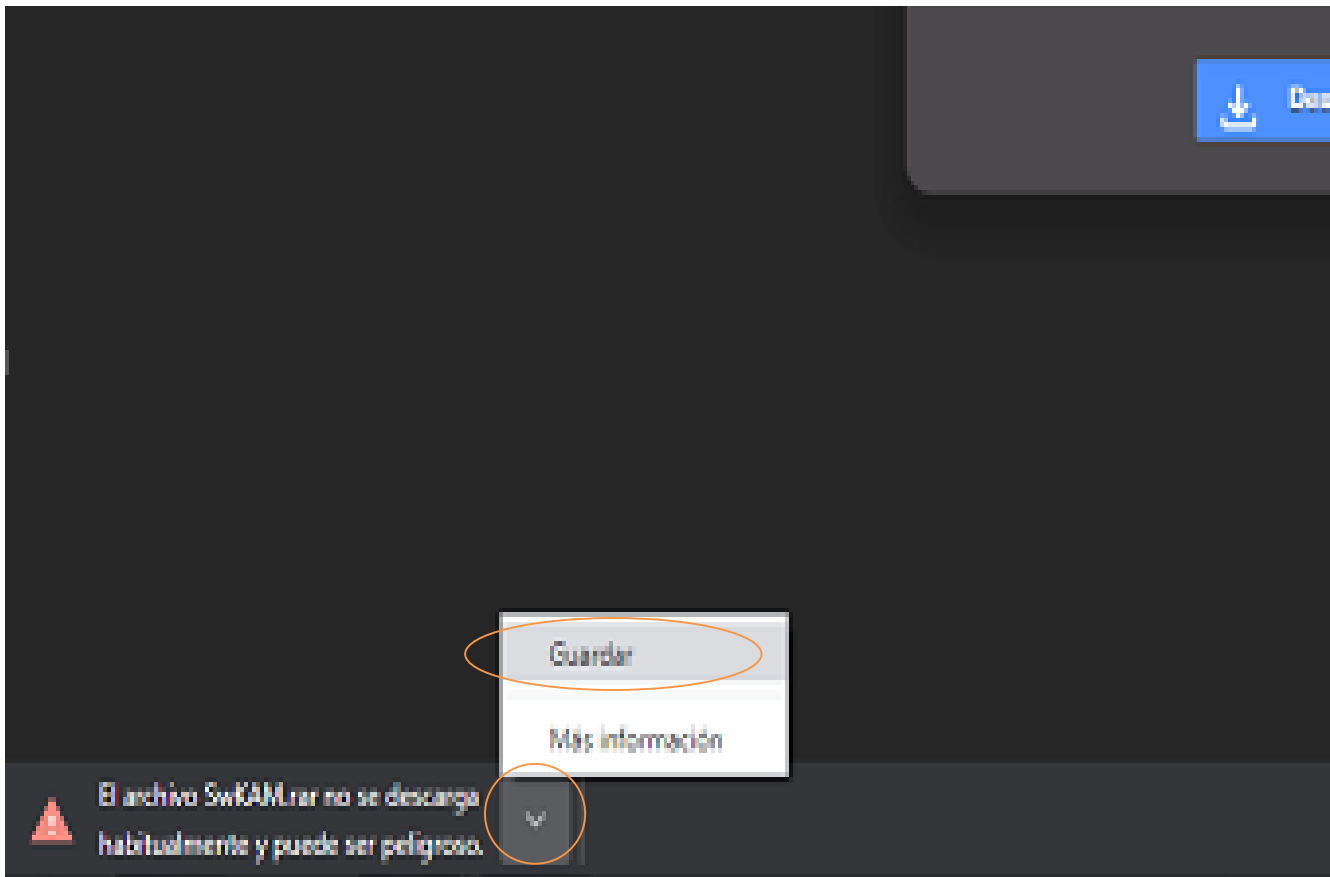 Guardar
Más información
El archivo SwKAM.rar no se descarga
habitualmente y puede ser peligroso.